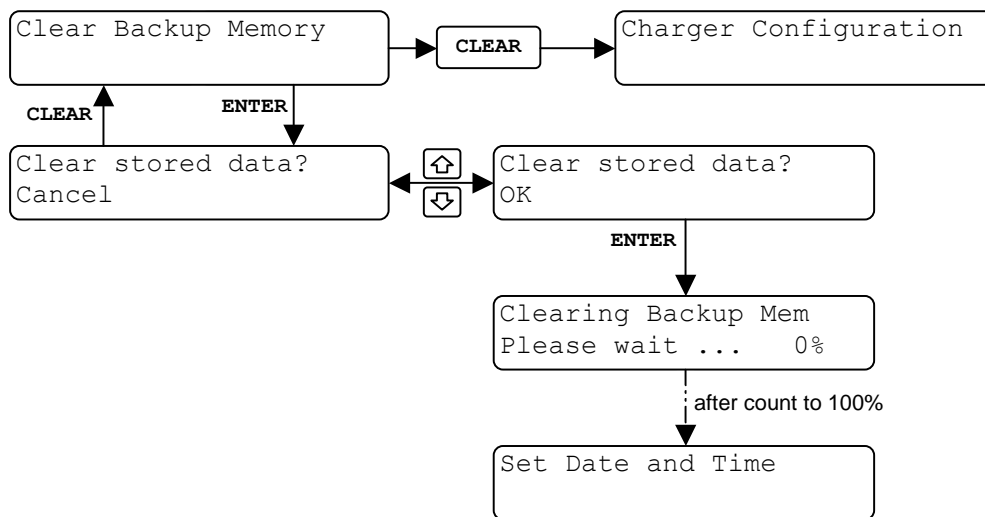 Clear Backup Memory
CLEAR
Charger Configuration
CLEAR
ENTER
Clear stored data?
Cancel
Clear stored data?
OK
ENTER
Clearing Backup Mem
Please wait ... 0%
after count to 100%
Set Date and Time